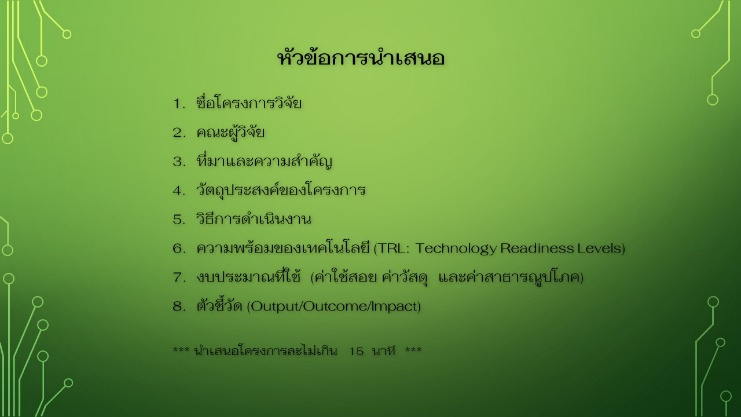 หัวข้อการนำเสนอ
1. ชื่อโครงการวิจัย
2. คณะผู้วิจัย
3. ที่มาและความสำคัญ
4. วัตถุประสงค์ของโครงการ
5. วิธีการดำเนินงาน
6. ความพร้อมของเทคโนโลยี (TRL: Technology Readiness Levels)
7. งบประมาณที่ใช้ (ค่าใช้สอย ค่าวัสดุ และค่าสาธารณูปโภค)
8. ตัวชี้วัด (Output/Outcome/Impact)
*** นำเสนอโครงการละไม่เกิน 15 นาที ***